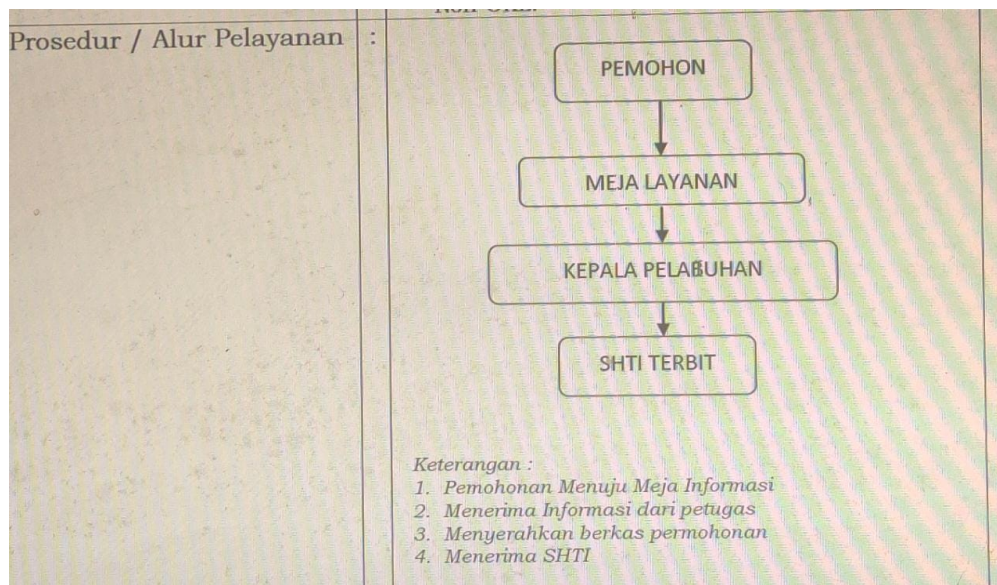 Prosedur / Alur Pelayanan :
PEMOHON
MEJA LAYANAN
KEPALA PELABUHAN
SHTI TERBIT
Keterangan :
1. Pemohonan Menuju Meja Informasi
2. Menerima Informasi dari petugas
3. Menyerahkan berkas permohonan
4. Menerima SHTI